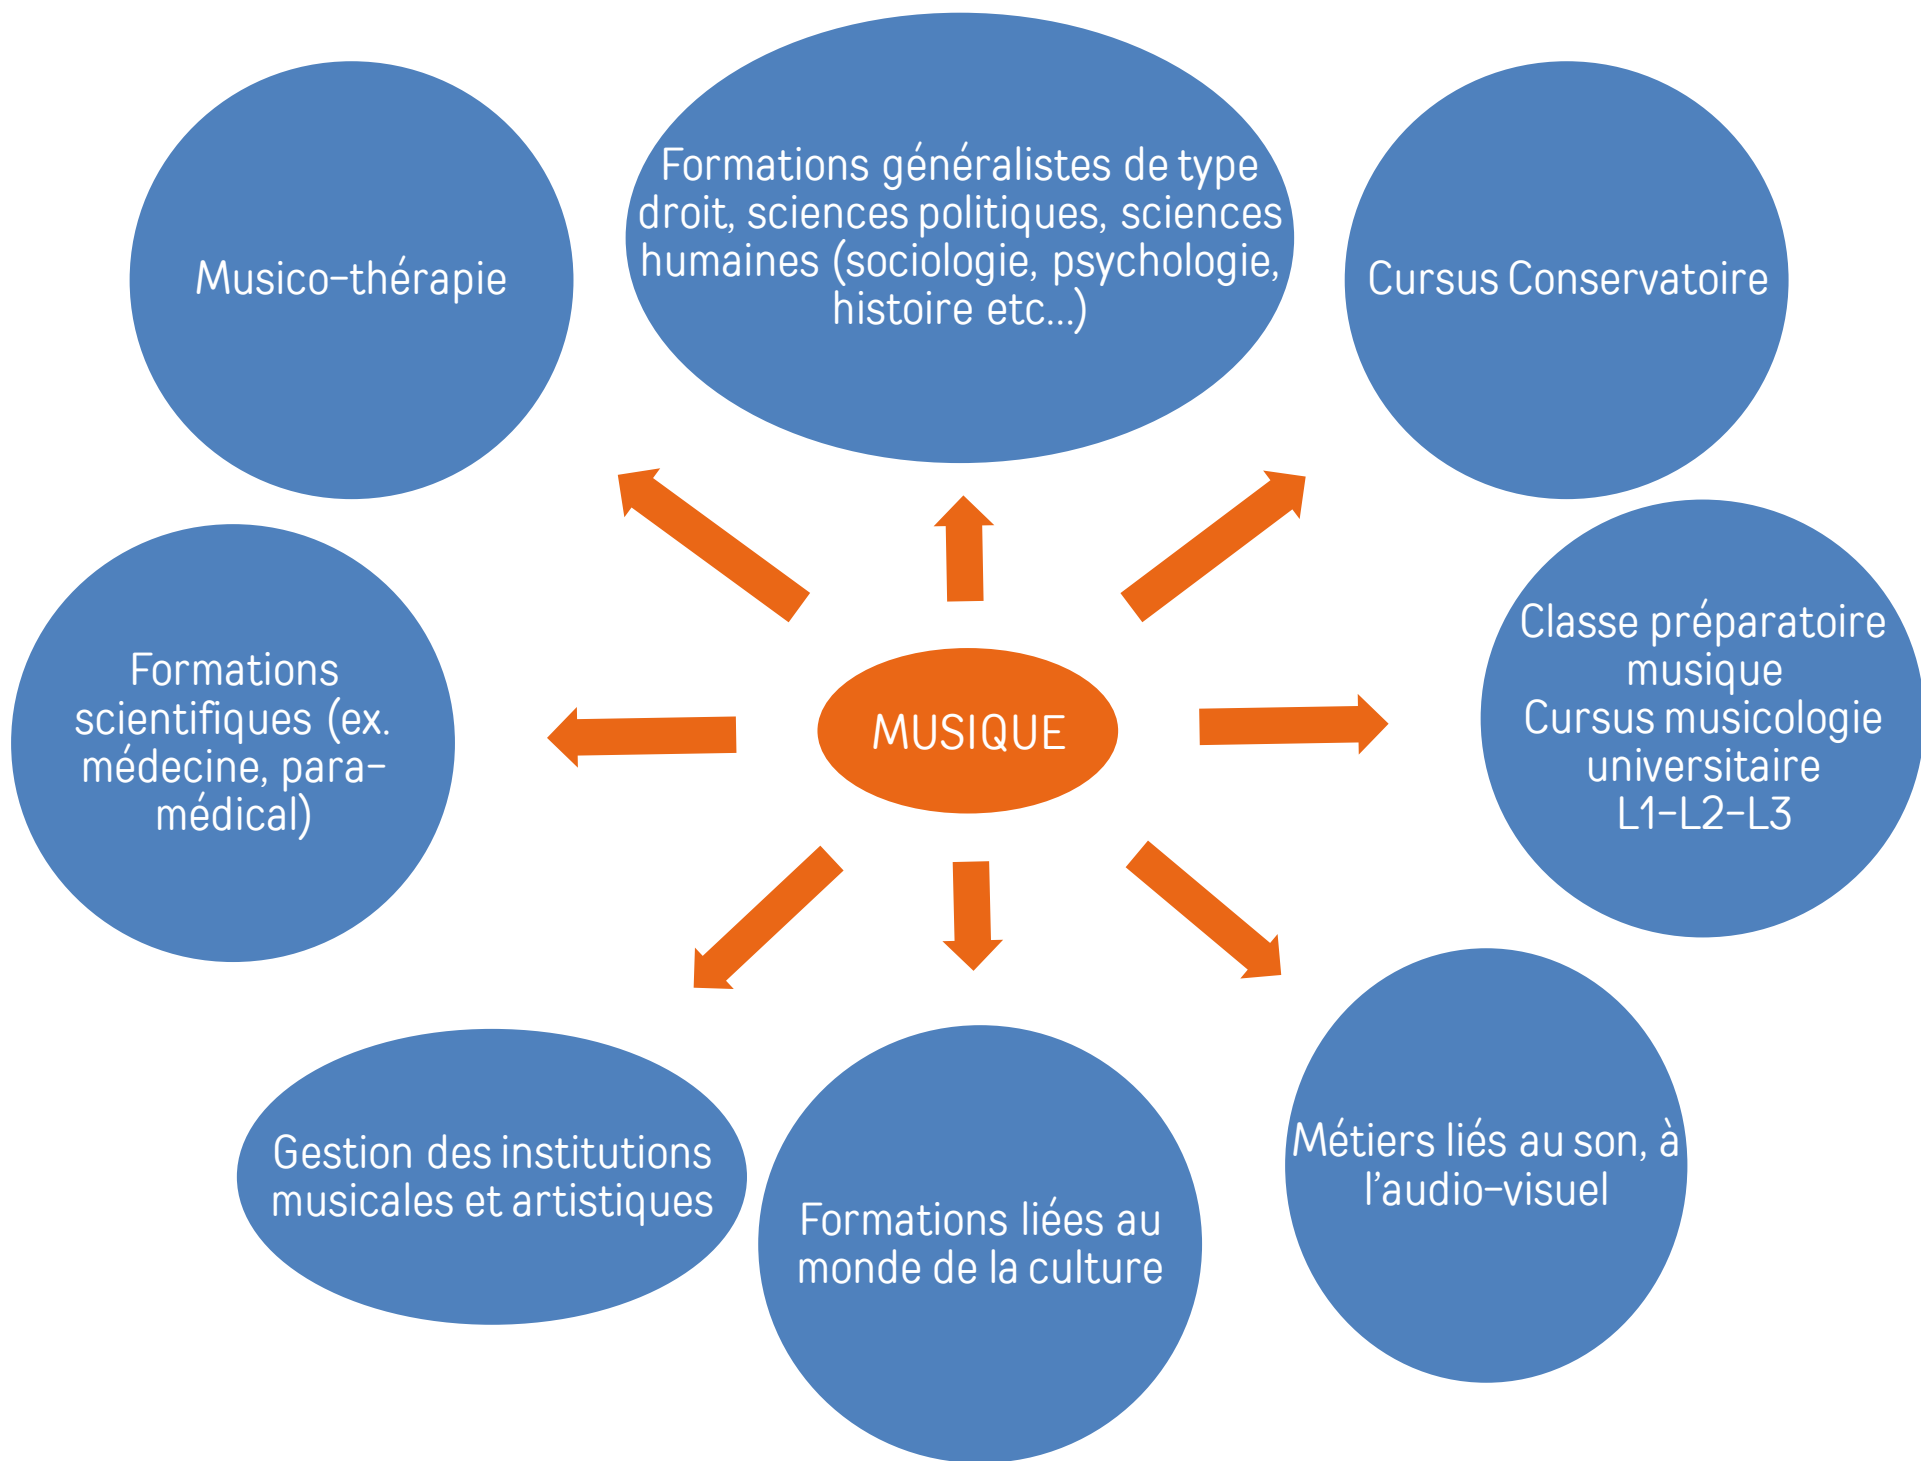 Formations généralistes de type
droit, sciences politiques, sciences
humaines (sociologie, psychologie,
histoire etc...)
Musico-thérapie
Cursus Conservatoire
Formations
scientifiques (ex.
médecine, para-
médical)
MUSIQUE
Classe préparatoire
musique
Cursus musicologie
universitaire
L1-L2-L3
Gestion des institutions
musicales et artistiques
Formations liées au
monde de la culture
Métiers liés au son, à
l'audio-visuel